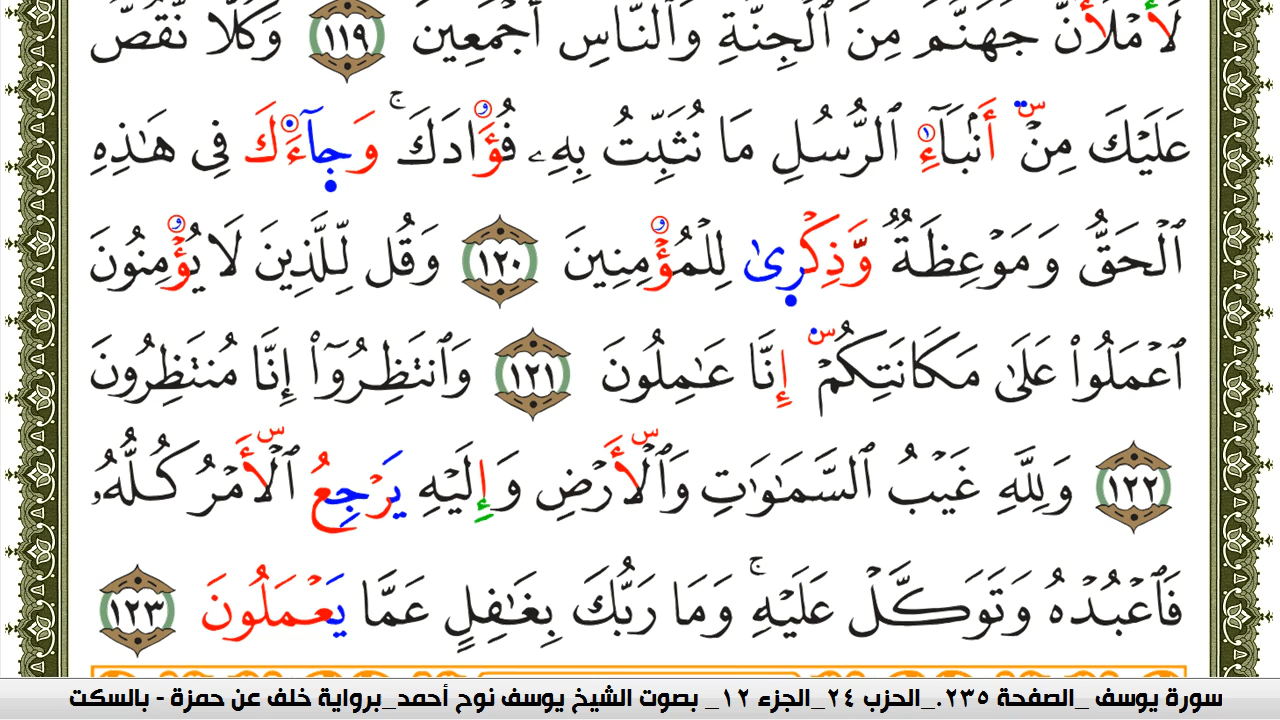 لَأَمۡلَأَنَّ جَهَنَّمَ مِنَ ٱلۡجِنَّةِ وَٱلنَّاسِ أَجۡمَعِينَ ١١٩ وَكُلّٗا نَّقُصُّ
عَلَيۡكَ مِنۡ أَنۢبَآءِ ٱلرُّسُلِ مَا نُثَبِّتُ بِهِۦ فُؤَادَكَۚ وَجَآءَكَ فِي هَٰذِهِ
ٱلۡحَقُّ وَمَوۡعِظَةٞ وَذِكۡرَىٰ لِلۡمُؤۡمِنِينَ ١٢٠ وَقُل لِّلَّذِينَ لَا يُؤۡمِنُونَ
ٱعۡمَلُواْ عَلَىٰ مَكَانَتِكُمۡ إِنَّا عَٰمِلُونَ ١٢١ وَٱنتَظِرُوٓاْ إِنَّا مُنتَظِرُونَ
١٢٢ وَلِلَّهِ غَيۡبُ ٱلسَّمَٰوَٰتِ وَٱلۡأَرۡضِ وَإِلَيۡهِ يَرۡجِعُ ٱلۡأَمۡرُ كُلُّهُۥ
فَٱعۡبُدۡهُ وَتَوَكَّلۡ عَلَيۡهِۚ وَمَا رَبُّكَ بِغَٰفِلٍ عَمَّا يَعۡمَلُونَ ١٢٣
سورة يوسف _الصفحة ٢٣٥._الحزب ٢٤_الجزء ١٢_ بصوت الشيخ يوسف نوح أحمد_برواية خلف عن حمزة - بالسكت